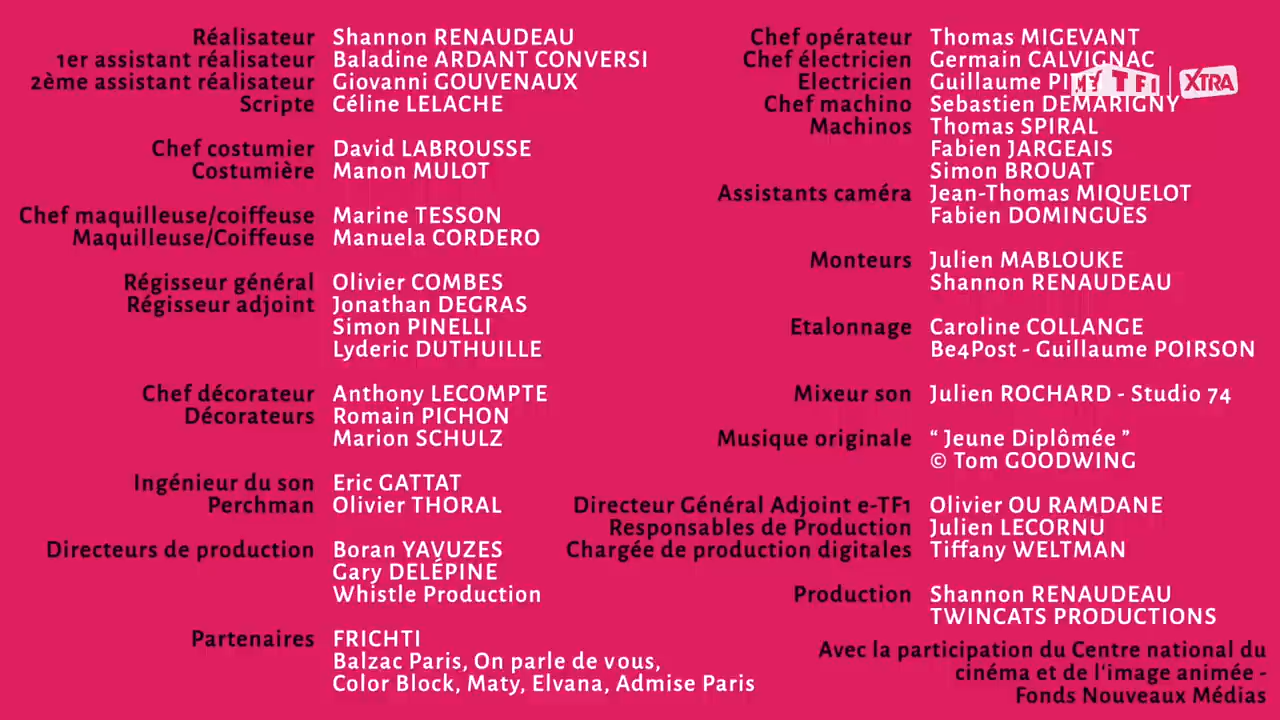 Réalisateur Shannon RENAUDEAU
1er assistant réalisateur Baladine ARDANT CONVERSI
2ème assistant réalisateur Giovanni GOUVENAUX
Scripte Céline LELACHE
Chef costumier David LABROUSSE
Costumière Manon MULOT
Chef maquilleuse/coiffeuse Marine TESSON
Maquilleuse/Coiffeuse Manuela CORDERO
Régisseur général Olivier COMBES
Régisseur adjoint Jonathan DEGRAS
Simon PINELLI
Lyderic DUTHUILLE
Chef décorateur Anthony LECOMPTE
Décorateurs Romain PICHON
Marion SCHULZ
Ingénieur du son Eric GATTAT
Perchman Olivier THORAL
Directeurs de production Boran YAVUZES
Gary DELÉPINE
Whistle Production
Partenaires FRICHTI
Balzac Paris, On parle de vous,
Color Block, Maty, Elvana, Admise Paris
Chef opérateur Thomas MIGEVANT
Chef électricien Germain CALVIGNAC
Electricien Guillaume
MY TF1 XTRA
Chef machino Sebastien DEMARIGNY
Machinos Thomas SPIRAL
Fabien JARGEAIS
Simon BROUAT
Assistants caméra Jean-Thomas MIQUELOT
Fabien DOMINGUES
Monteurs Julien MABLOUKE
Shannon RENAUDEAU
Etalonnage Caroline COLLANGE
Be4Post - Guillaume POIRSON
Mixeur son Julien ROCHARD - Studio 74
Musique originale “ Jeune Diplômée ”
© Tom GOODWING
Directeur Général Adjoint e-TF1 Olivier OU RAMDANE
Responsables de Production Julien LECORNU
Chargée de production digitales Tiffany WELTMAN
Production Shannon RENAUDEAU
TWINCATS PRODUCTIONS
Avec la participation du Centre national du
cinéma et de l'image animée -
Fonds Nouveaux Médias